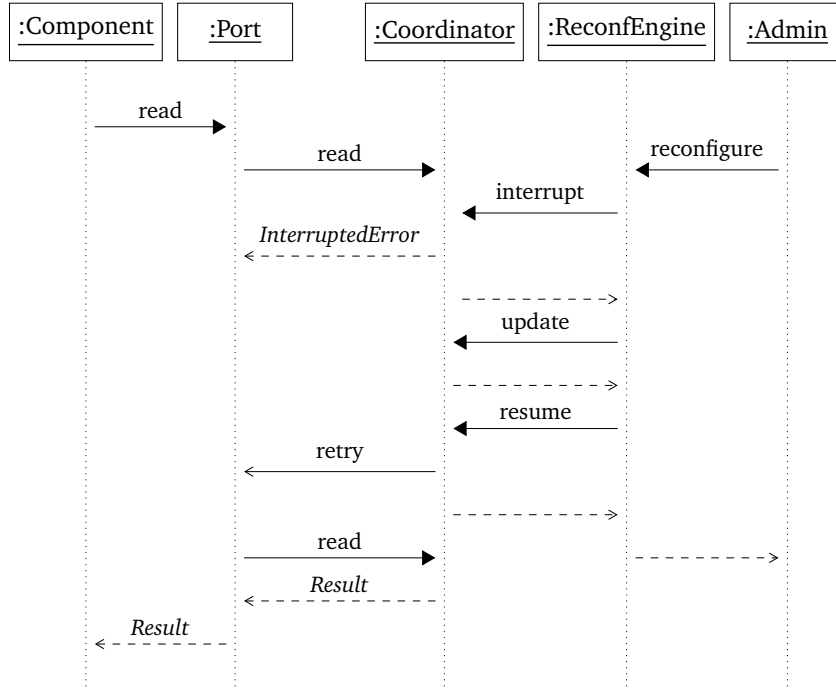 :Component
:Port
:Coordinator
:ReconfEngine
:Admin
read
read
reconfigure
interrupt
InterruptedError
update
resume
retry
read
Result
Result